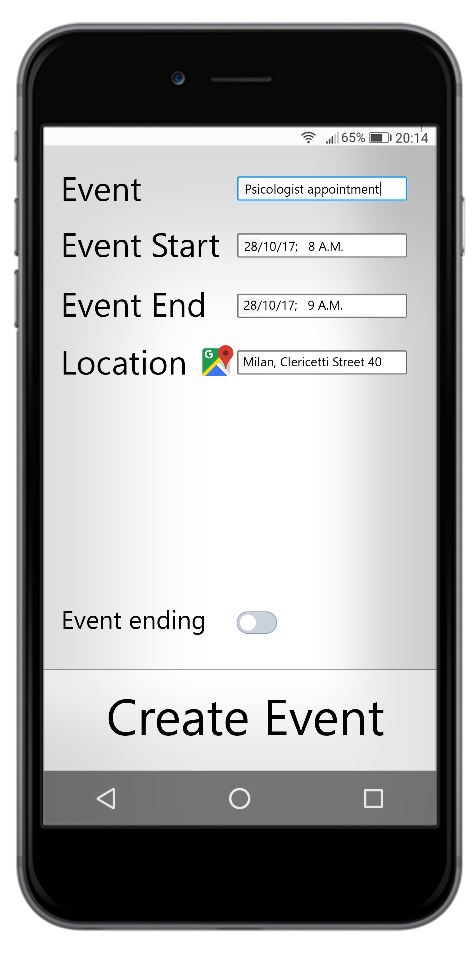 65% 20:14
Event Psicologist appointment
Event Start 28/10/17; 8 A.M.
Event End 28/10/17; 9 A.M.
Location G Milan, Clericetti Street 40
Event ending
Create Event